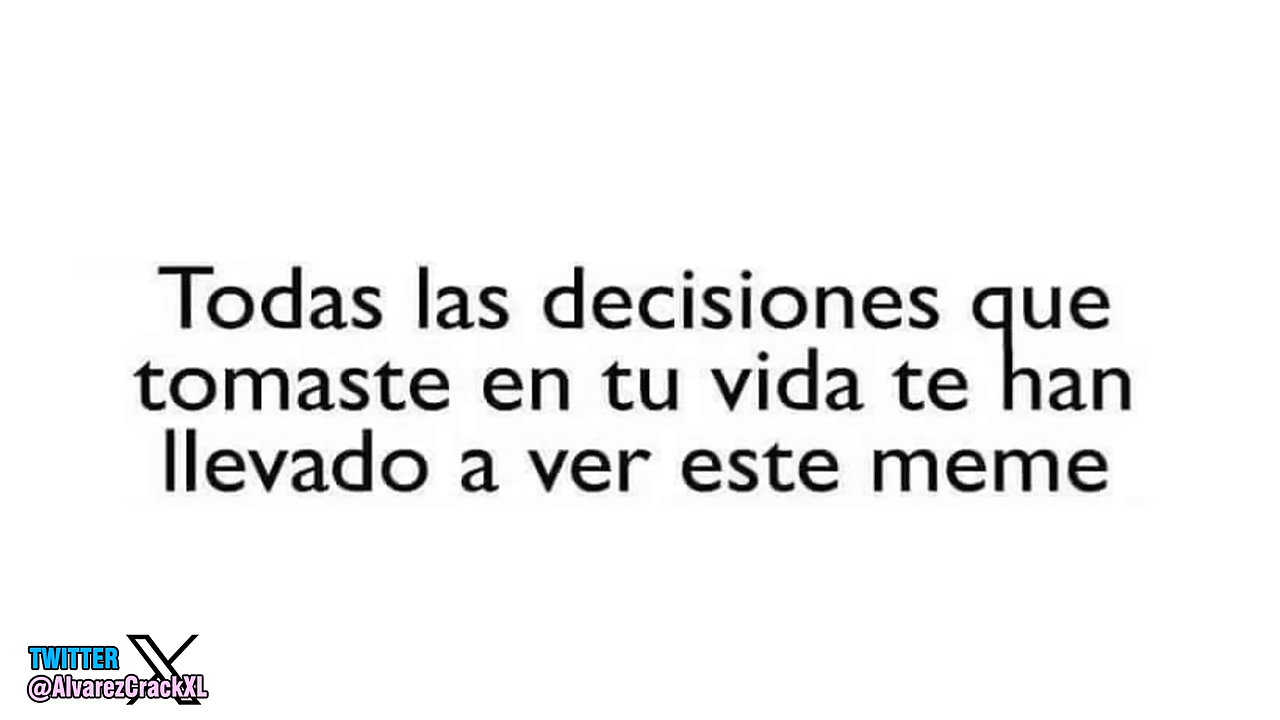 Todas las decisiones que
tomaste en tu vida te han
llevado a ver este meme
TWITTER
@AlvarezCrackXL